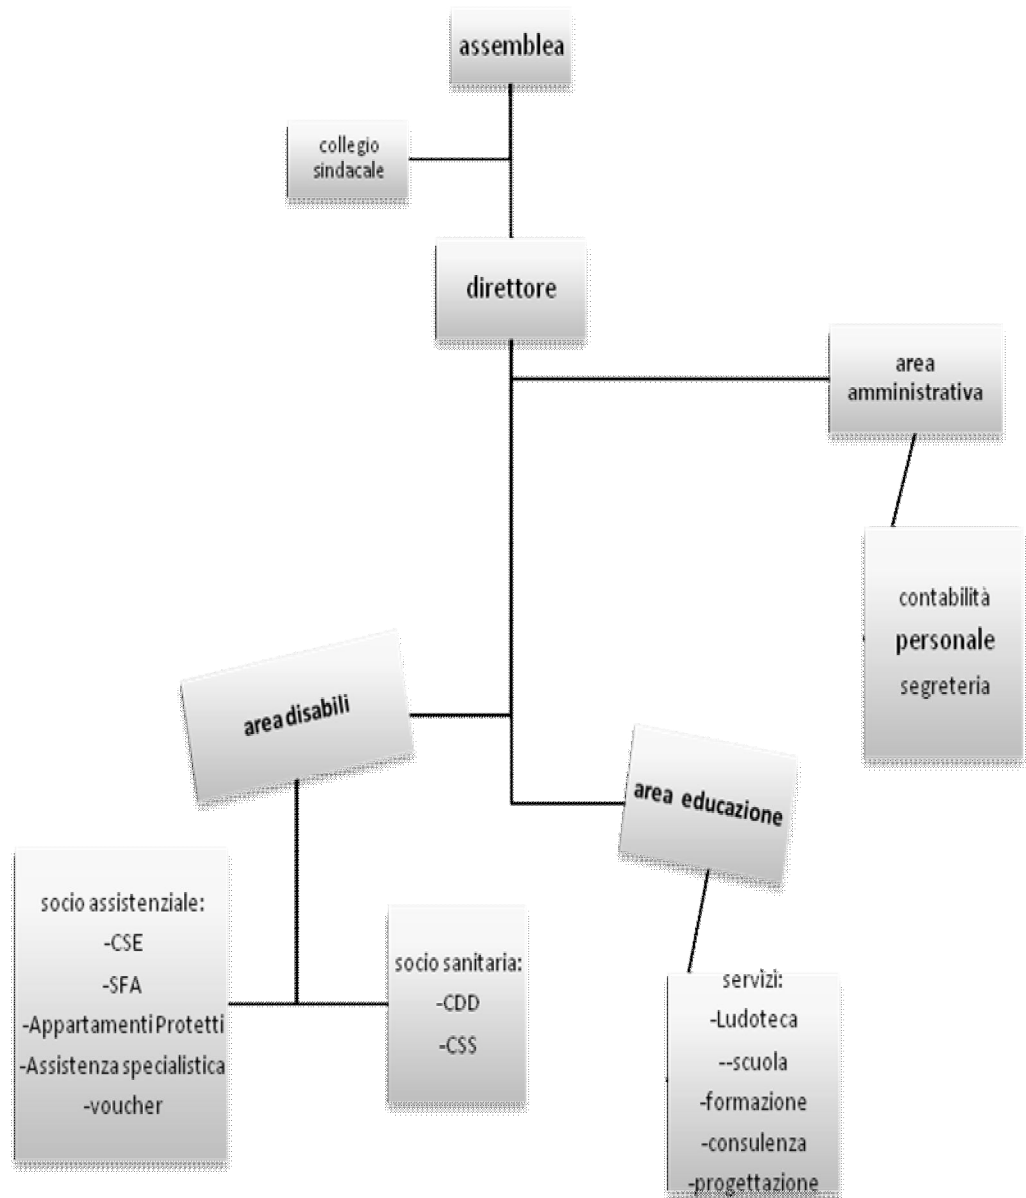 assemblea
collegio
sindacale
direttore
area
amministrativa
contabilità
personale
segreteria
area disabili
area educazione
socio assistenziale:
-CSE
-SFA
-Appartamenti Protetti
-Assistenza specialistica
-voucher
socio sanitaria:
-CDD
-CSS
servizi:
-Ludoteca
--scuola
-formazione
-consulenza
-progettazione